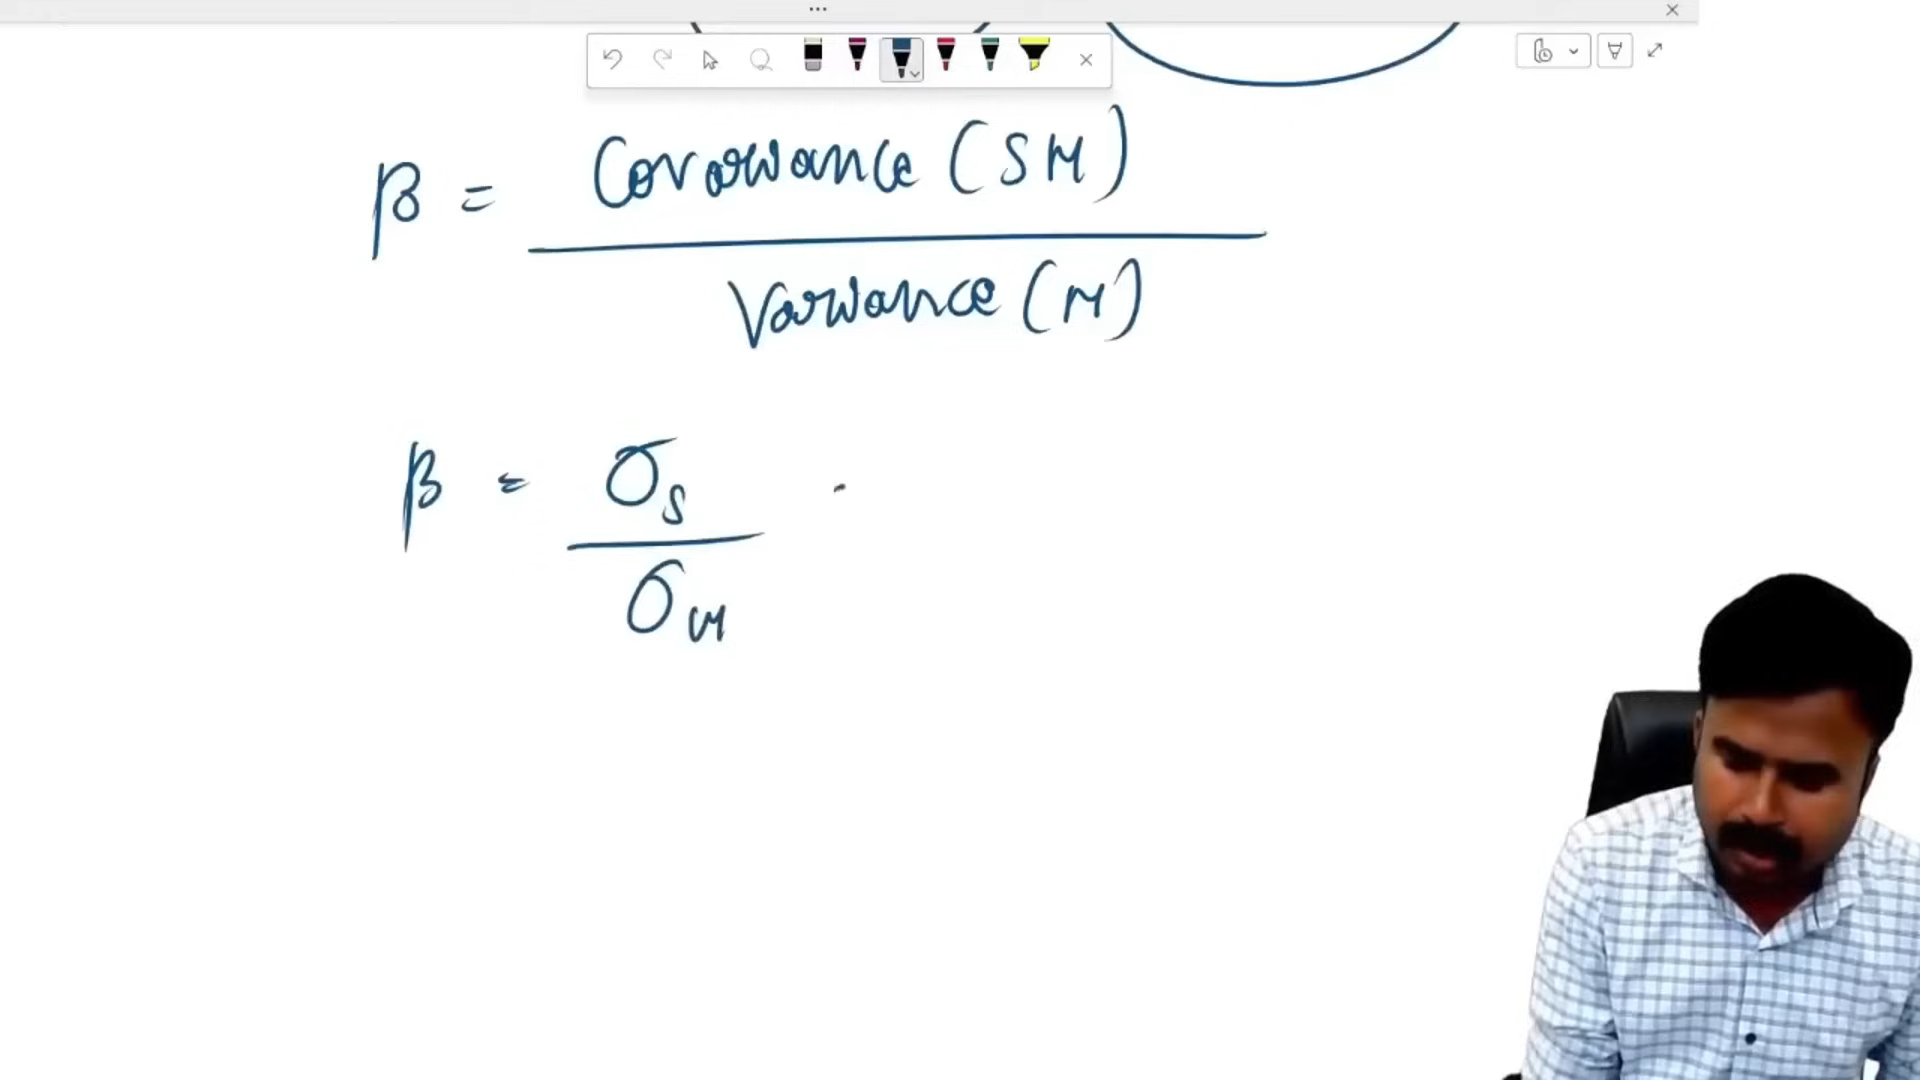 β = Covariance (SM)
Variance (M)
β = σs
σM